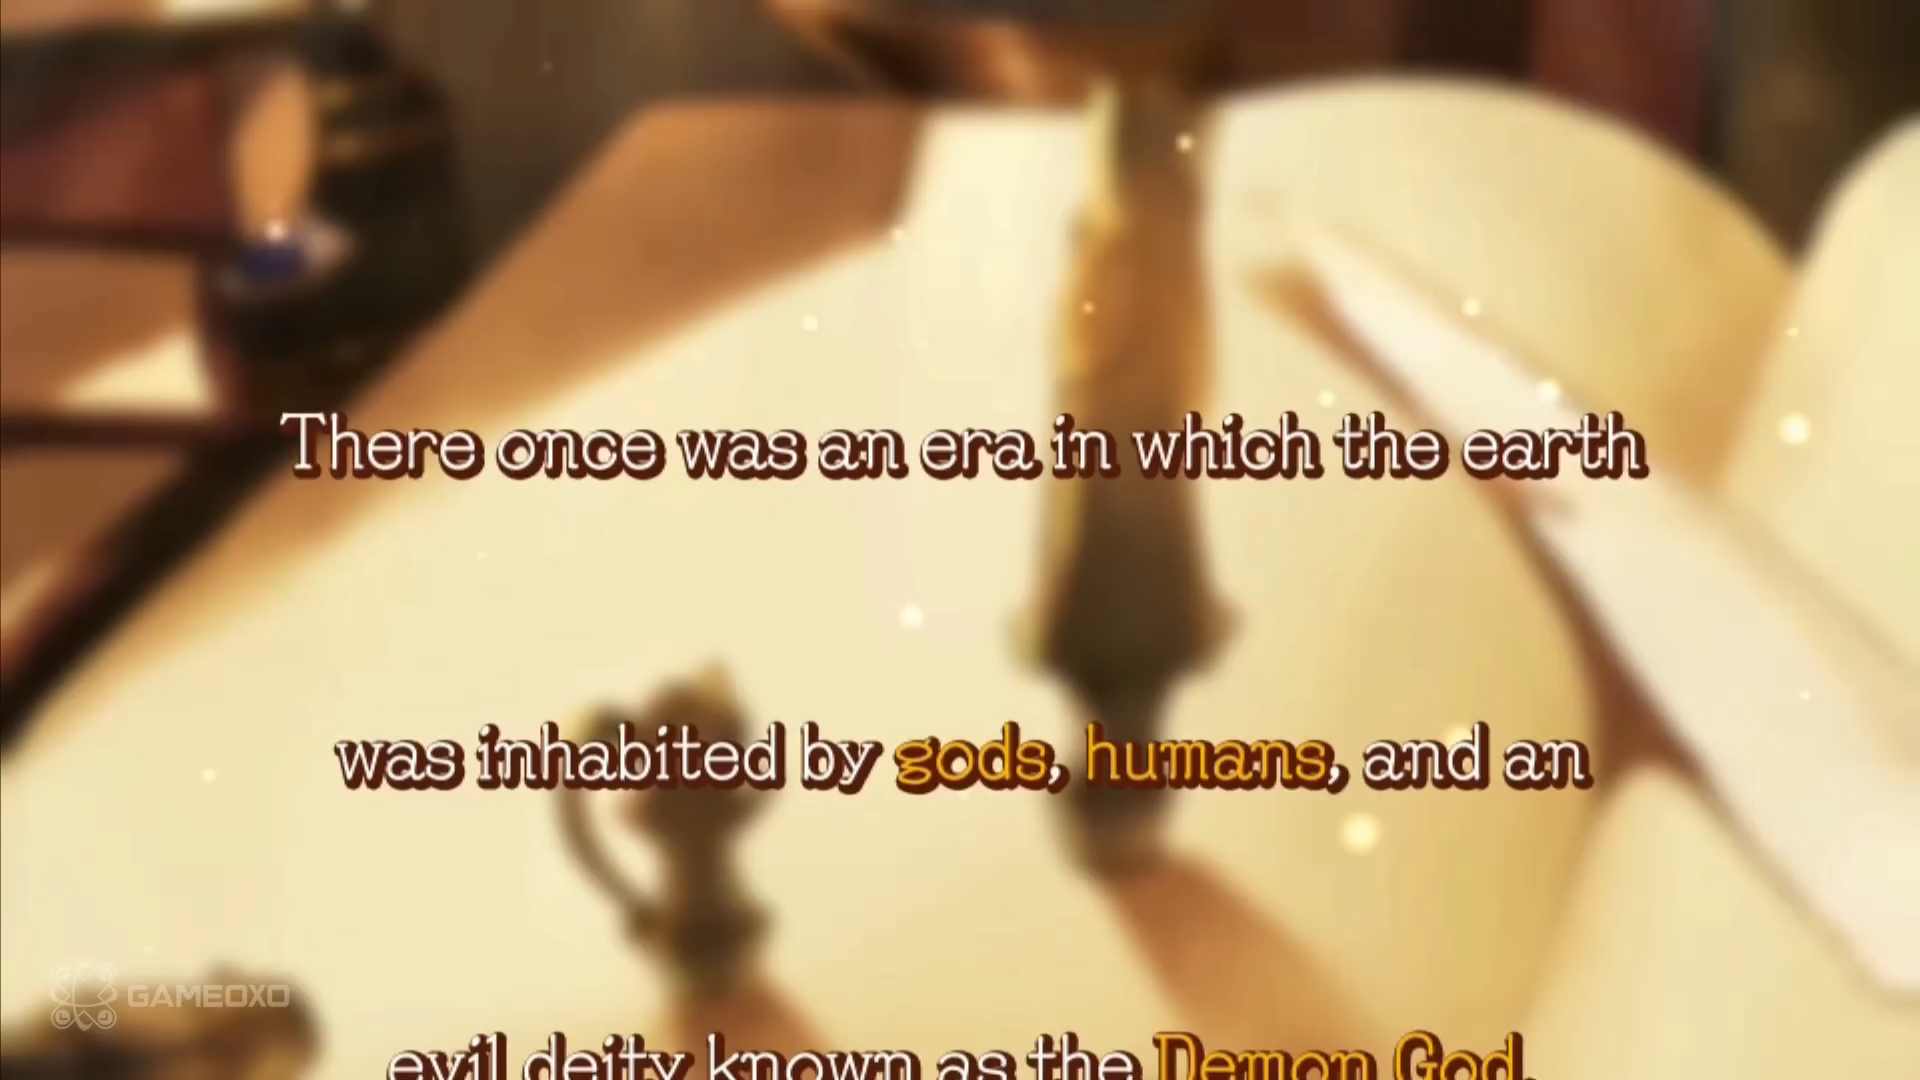 There once was an era in which the earth
was inhabited by gods, humans, and an
evil deity known as the Demon God.
GAMEOXO